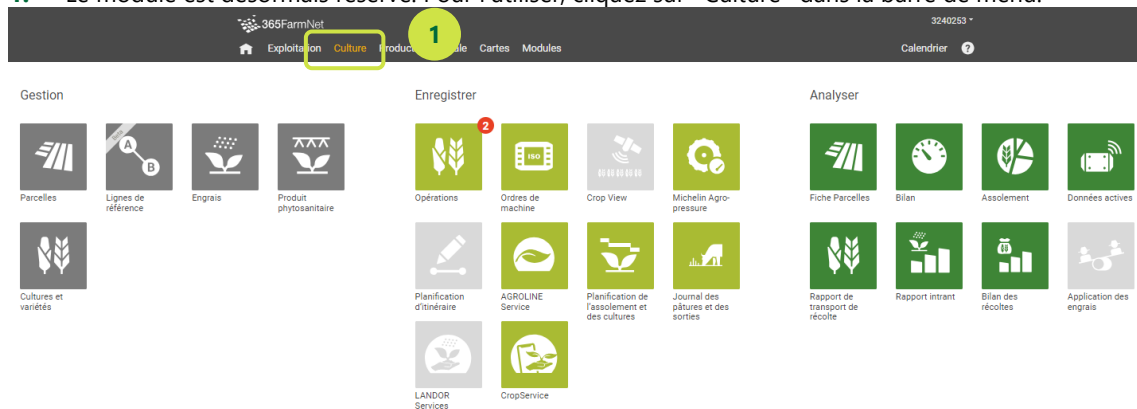 Le module est désormais réservé. Pour l'utiliser, cliquez sur "Culture" dans la barre de menu.
365FarmNet
3240253
1
Exploitation Culture Cartes Modules
Calendrier ?
Gestion
Enregistrer
Analyser
A
B
beta
2
ISO
Parcelles
Lignes de
référence
Engrais
Produit
phytosanitaire
Opérations
Ordres de
machine
Crop View
Michelin Agro-
pressure
Fiche Parcelles
Bilan
Assolement
Données actives
Cultures et
variétés
Planification
d'itinéraire
AGROLINE
Service
Planification de
l'assolement et
des cultures
Journal des
pâtures et des
sorties
Rapport de
transport de
récolte
Rapport intrant
Bilan des
récoltes
Application des
engrais
LANDOR
Services
CropService